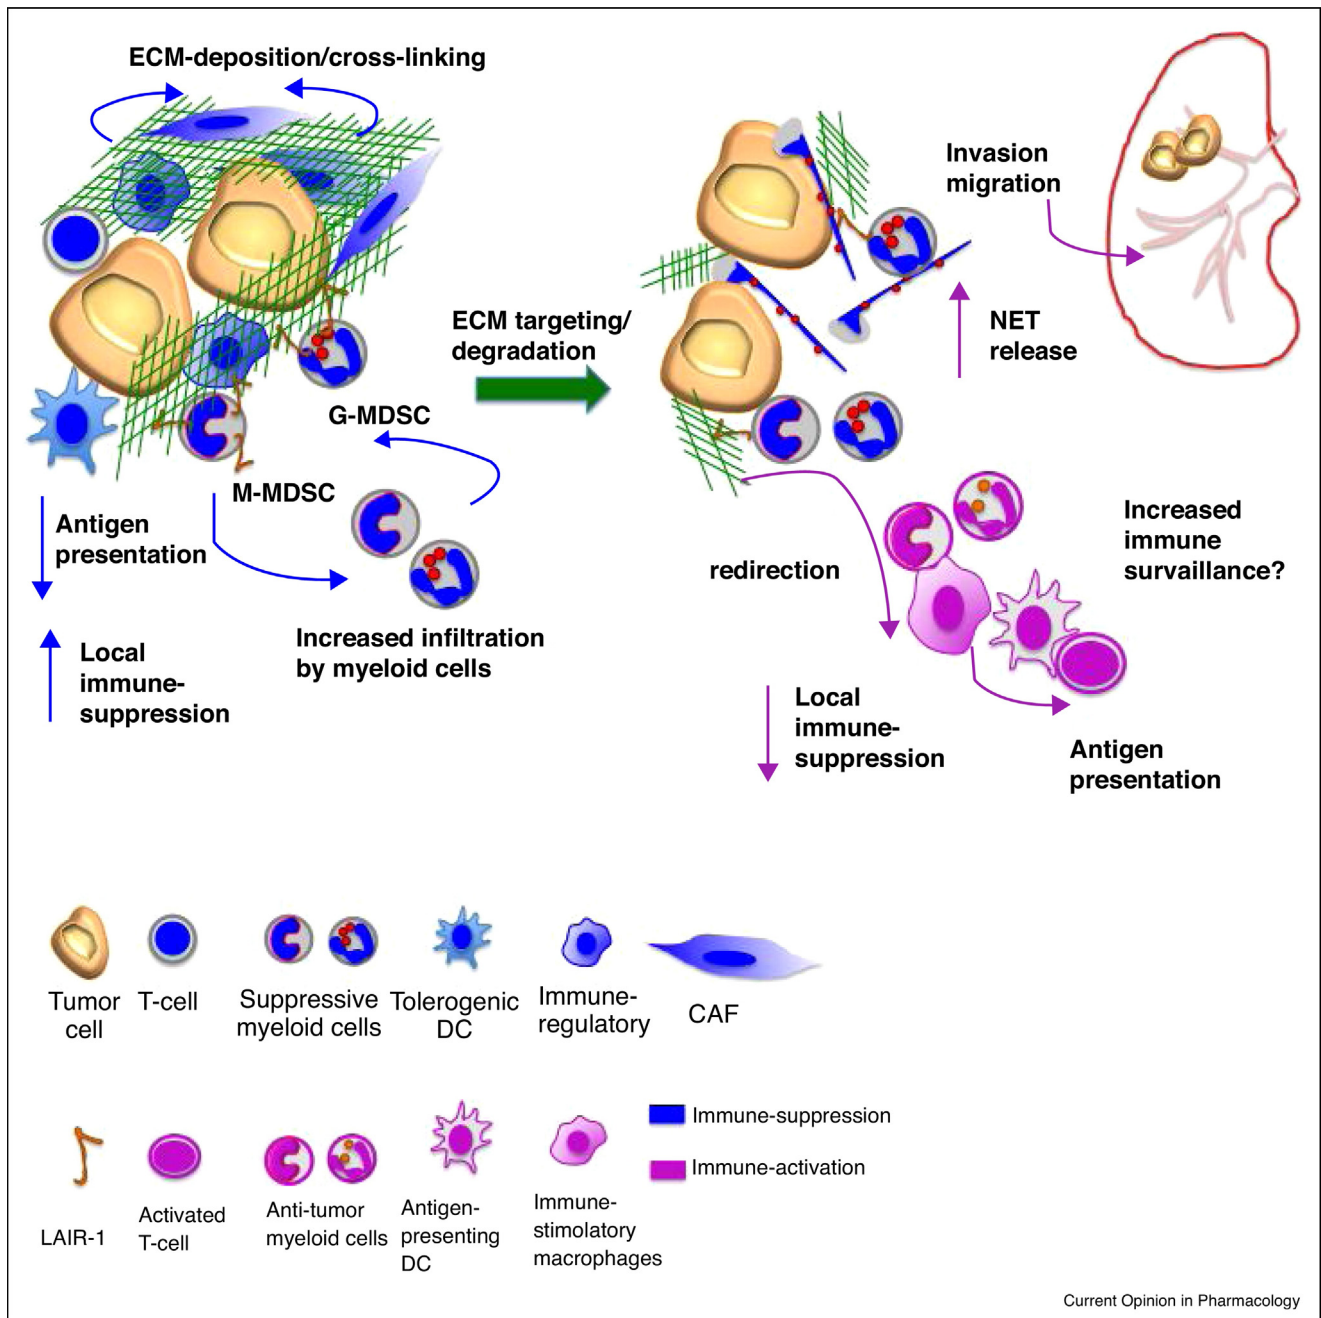 ECM-deposition/cross-linking
G-MDSC
M-MDSC
Antigen
presentation
Local
immune-
suppression
Increased infiltration
by myeloid cells
ECM targeting/
degradation
Invasion
migration
NET
release
redirection
Increased
immune
survaillance?
Local
immune-
suppression
Antigen
presentation
Tumor
cell
T-cell
Suppressive
myeloid cells
Tolerogenic
DC
Immune-
regulatory
CAF
LAIR-1
Activated
T-cell
Anti-tumor
myeloid cells
Antigen-
presenting
DC
Immune-
stimolatory
macrophages
Immune-suppression
Immune-activation
Current Opinion in Pharmacology